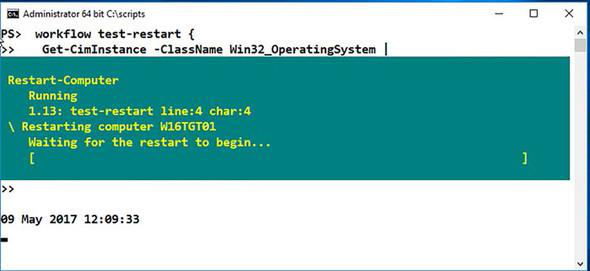 Administrator 64 bit C:\scripts
PS>  workflow test-restart {
>>   Get-CimInstance -ClassName Win32_OperatingSystem |
Restart-Computer
Running
1.13: test-restart line:4 char:4
\ Restarting computer W16TGT01
Waiting for the restart to begin...
[                                                                    ]
>>
09 May 2017 12:09:33